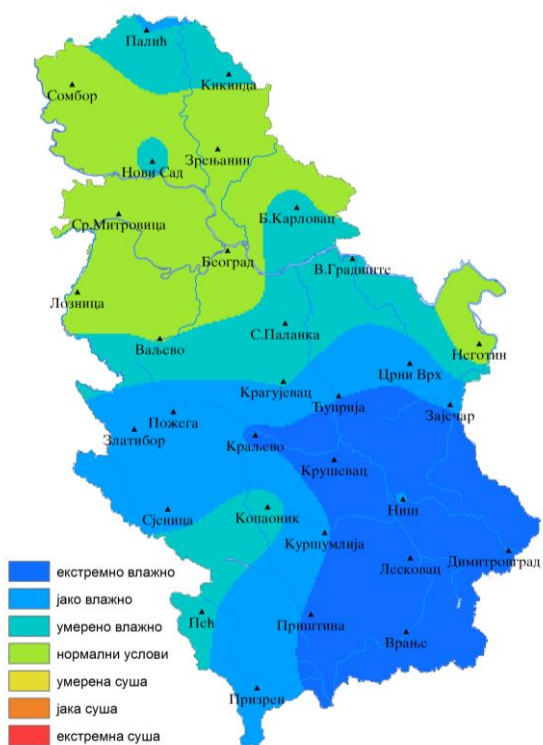 Палић
Кикинда
Сомбор
Зрењанин
Нови Сад
Б.Карловац
Ср.Митровица
Београд
В.Градиште
Лозница
С.Паланка
Ваљево
Неготин
Црни Врх
Крагујевац
Ћуприја
Зајечар
Пожега
Златибор
Краљево
Крушевац
Ниш
Копаоник
Сјеница
Куршумлија
Димитровград
Лесковац
екстремно влажно
јако влажно
Пећ
Приштина
умерено влажно
Врање
нормални услови
умерена суша
Призрен
јака суша
екстремна суша